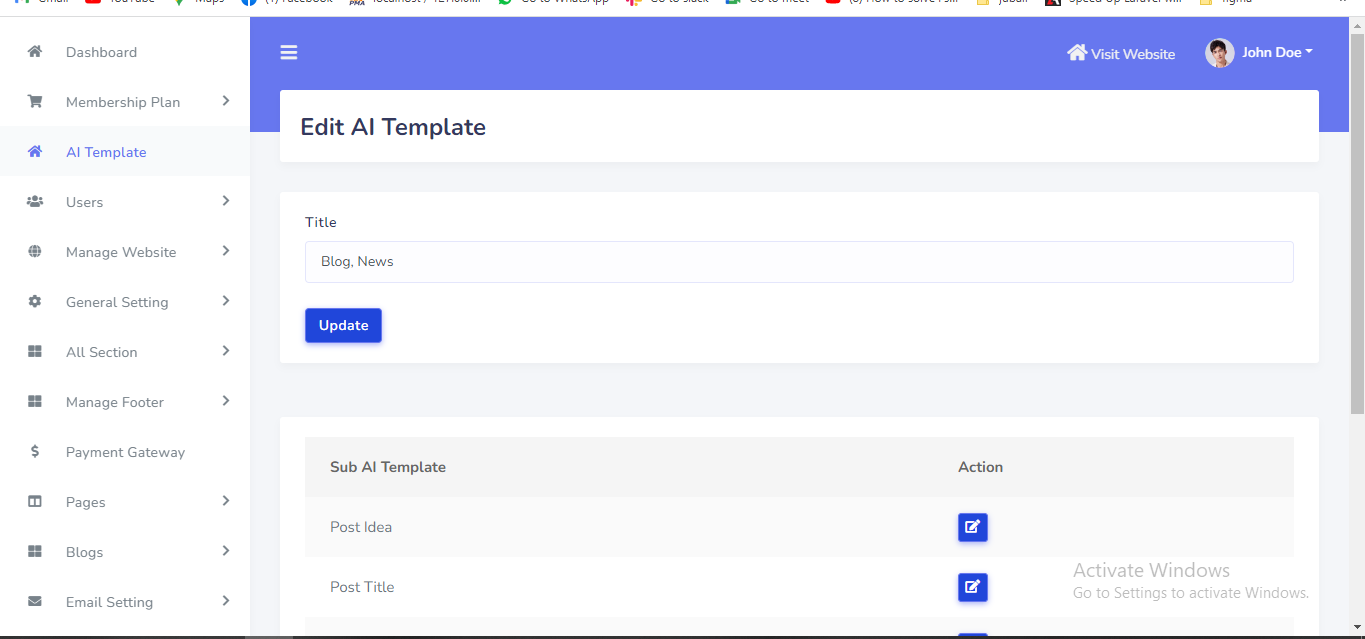 Dashboard
Membership Plan
AI Template
Users
Manage Website
General Setting
All Section
Manage Footer
Payment Gateway
Pages
Blogs
Email Setting
Visit Website
John Doe
Edit AI Template
Title
Blog, News
Update
Sub AI Template Action
Post Idea
Post Title
Activate Windows
Go to Settings to activate Windows.